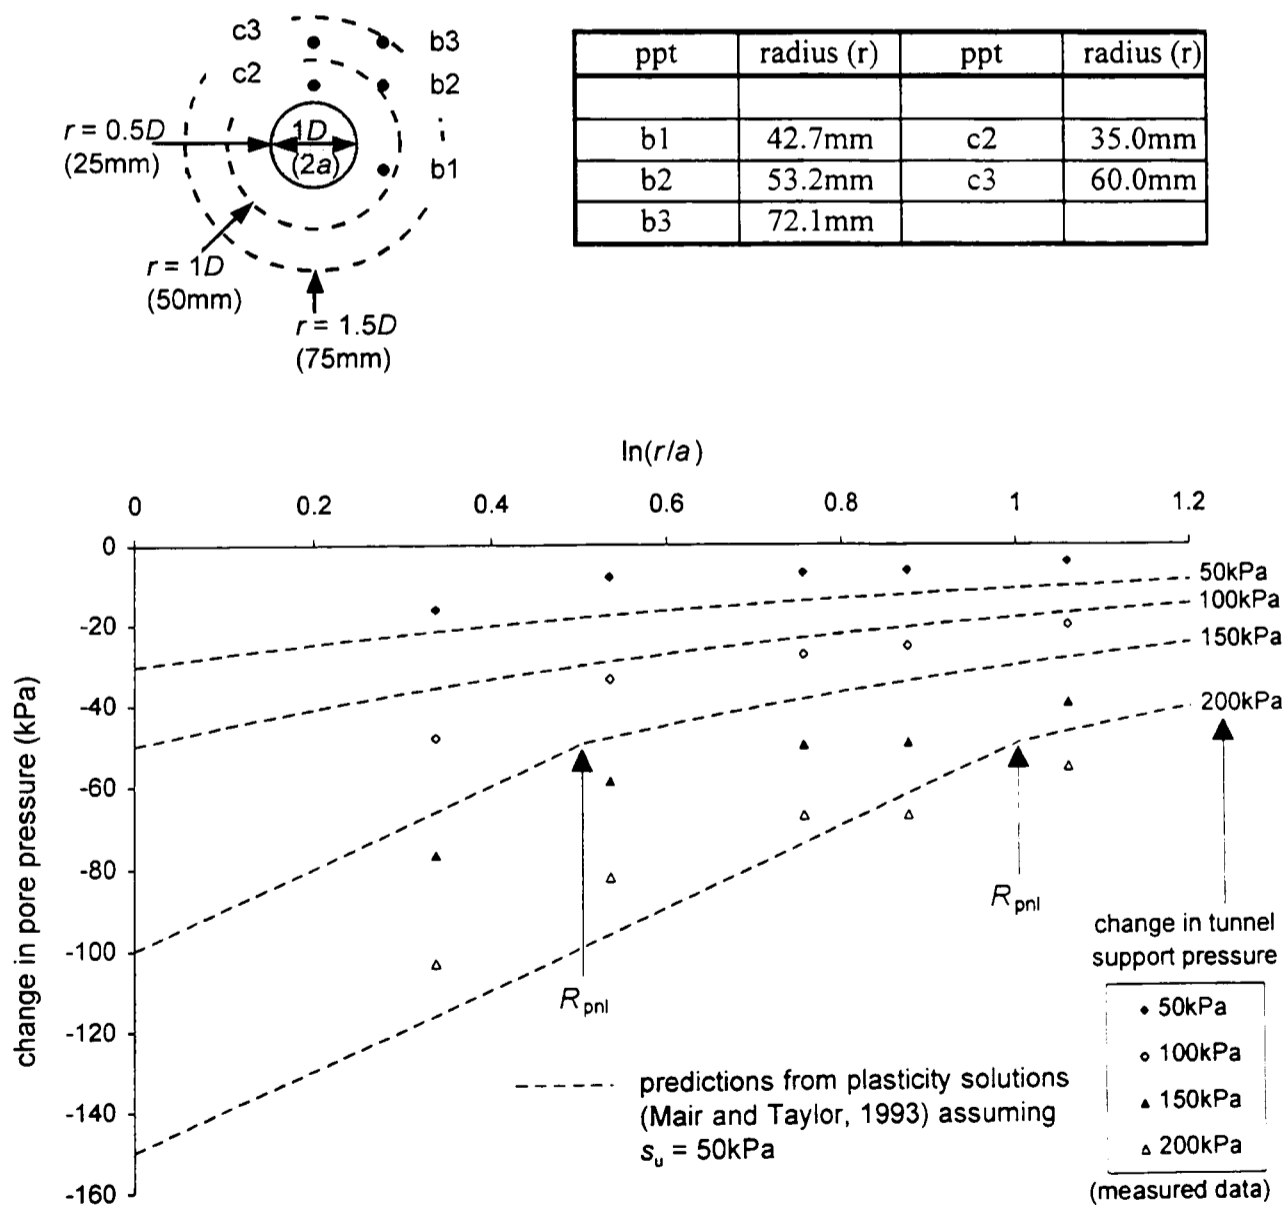 c3
b3
c2
b2
r = 0.5D
(25mm)
1D
(2a)
b1
r = 1D
(50mm)
r = 1.5D
(75mm)
ppt radius (r) ppt radius (r)
b1 42.7mm c2 35.0mm
b2 53.2mm c3 60.0mm
b3 72.1mm
ln(r/a)
0 0.2 0.4 0.6 0.8 1 1.2
0
-20
-40
-60
-80
-100
-120
-140
-160
change in pore pressure (kPa)
50kPa
100kPa
150kPa
200kPa
Rpnl
Rpnl
change in tunnel
support pressure
50kPa
100kPa
150kPa
200kPa
(measured data)
predictions from plasticity solutions
(Mair and Taylor, 1993) assuming
su = 50kPa